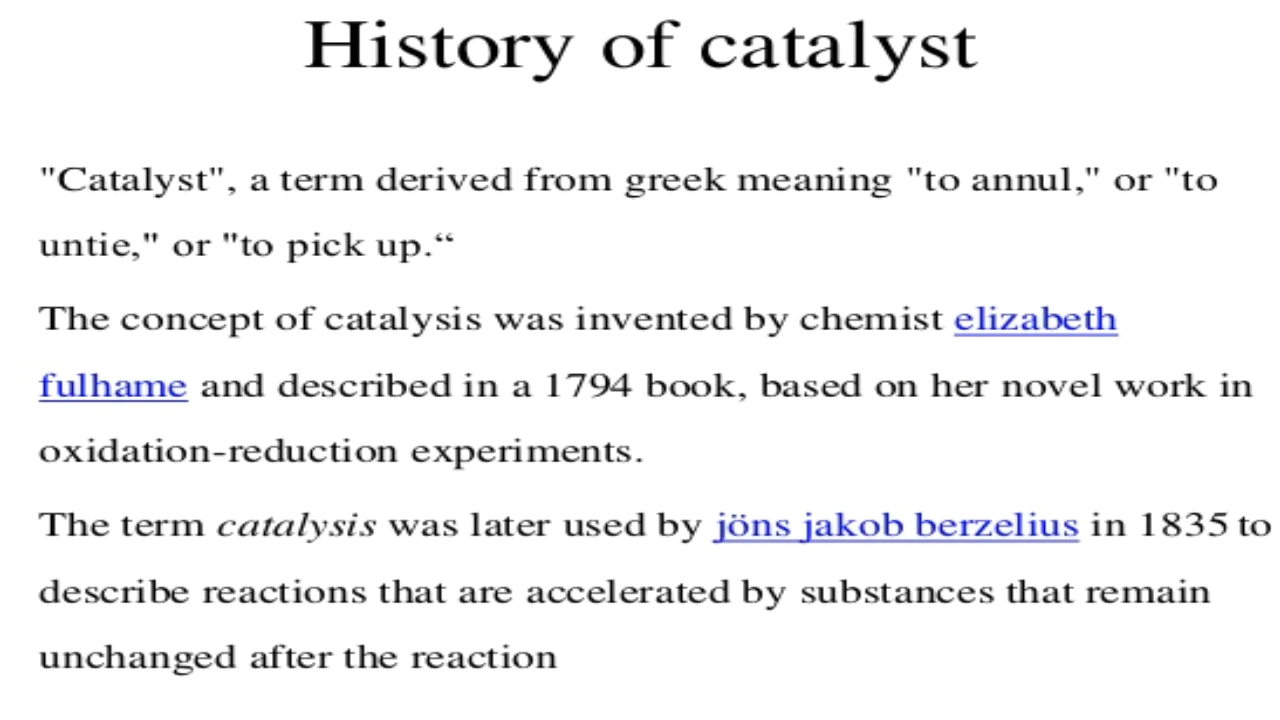 History of catalyst
"Catalyst", a term derived from greek meaning "to annul," or "to
untie," or "to pick up.“
The concept of catalysis was invented by chemist elizabeth
fulhame and described in a 1794 book, based on her novel work in
oxidation-reduction experiments.
The term catalysis was later used by jöns jakob berzelius in 1835 to
describe reactions that are accelerated by substances that remain
unchanged after the reaction